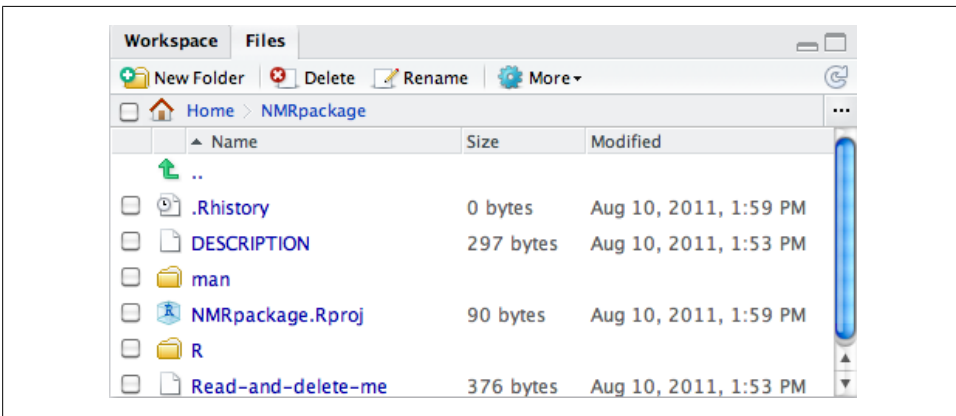 Workspace Files
New Folder Delete Rename More
Home NMRpackage ...
Name Size Modified
..
.Rhistory 0 bytes Aug 10, 2011, 1:59 PM
DESCRIPTION 297 bytes Aug 10, 2011, 1:53 PM
man
NMRpackage.Rproj 90 bytes Aug 10, 2011, 1:59 PM
R
Read-and-delete-me 376 bytes Aug 10, 2011, 1:53 PM